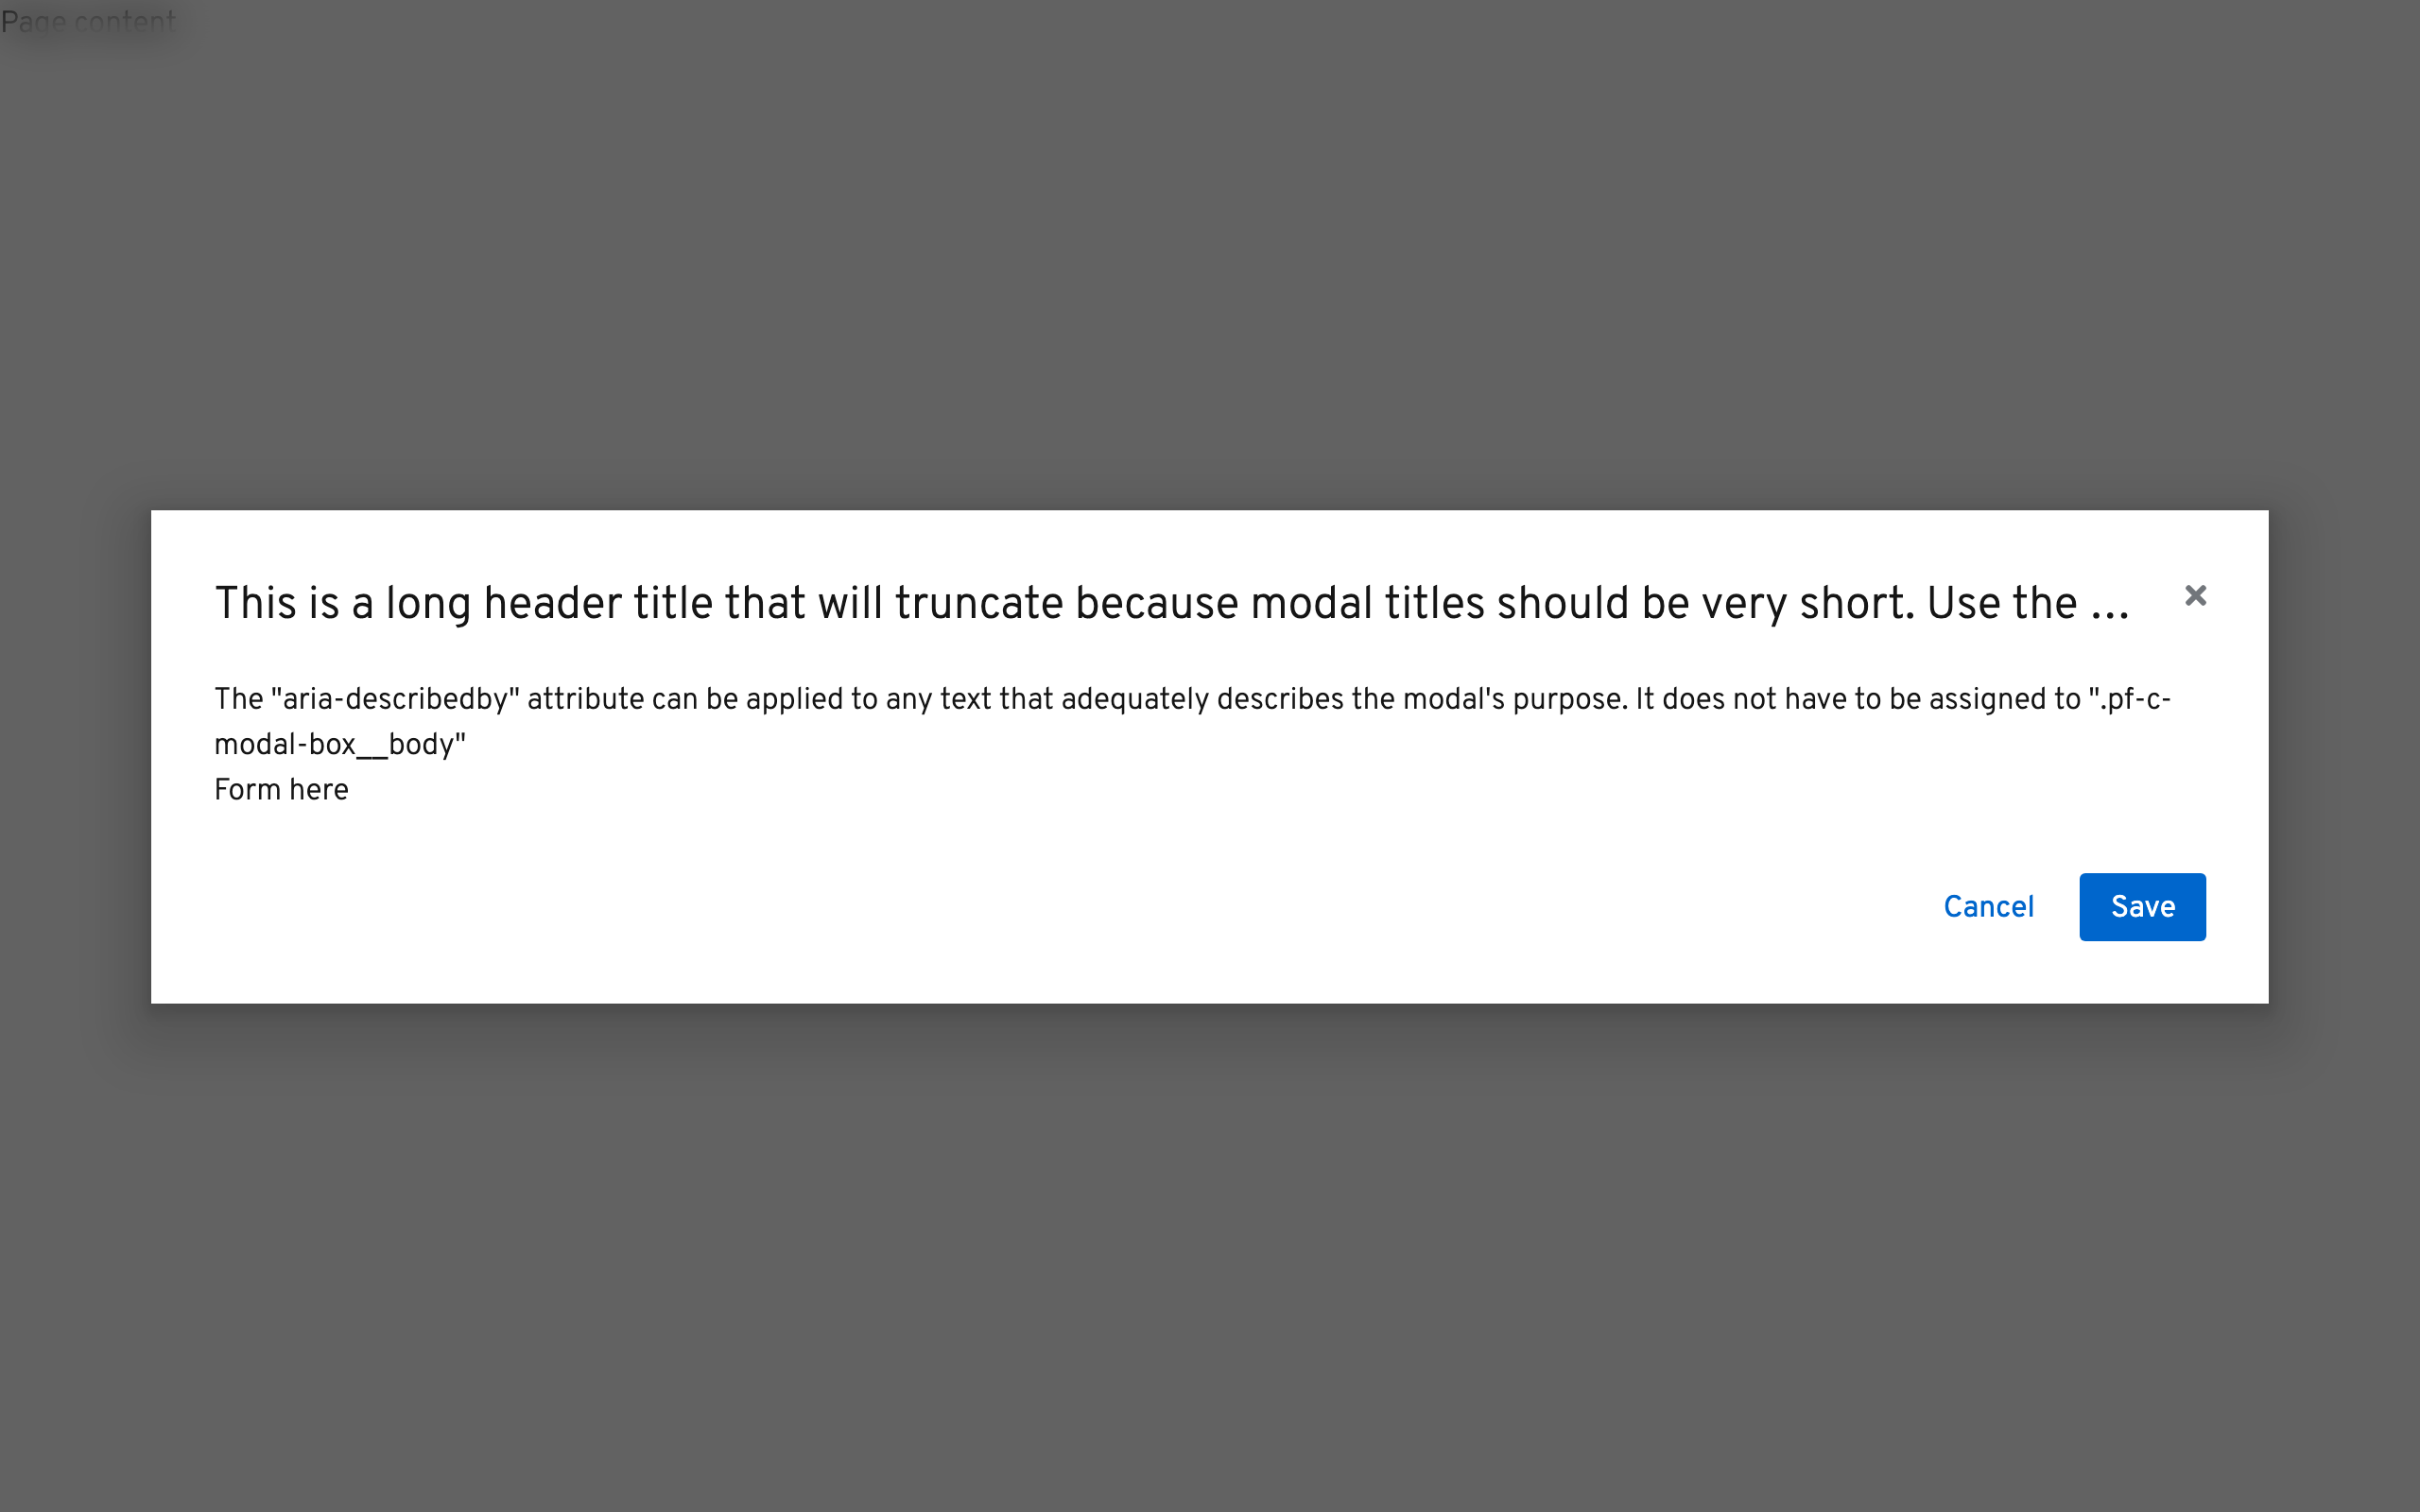 Page content
This is a long header title that will truncate because modal titles should be very short. Use the ...
The "aria-describedby" attribute can be applied to any text that adequately describes the modal's purpose. It does not have to be assigned to ".pf-c-
modal-box__body"
Form here
Cancel Save